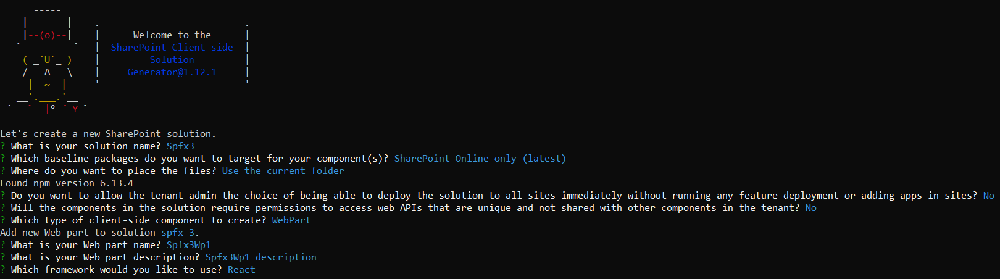 Welcome to the
SharePoint Client-side
Solution
Generator@1.12.1
Let's create a new SharePoint solution.
? What is your solution name? Spfx3
? Which baseline packages do you want to target for your component(s)? SharePoint Online only (latest)
? Where do you want to place the files? Use the current folder
Found npm version 6.13.4
? Do you want to allow the tenant admin the choice of being able to deploy the solution to all sites immediately without running any feature deployment or adding apps in sites? No
? Will the components in the solution require permissions to access web APIs that are unique and not shared with other components in the tenant? No
? Which type of client-side component to create? WebPart
Add new Web part to solution spfx-3.
? What is your Web part name? Spfx3Wp1
? What is your Web part description? Spfx3Wp1 description
? Which framework would you like to use? React